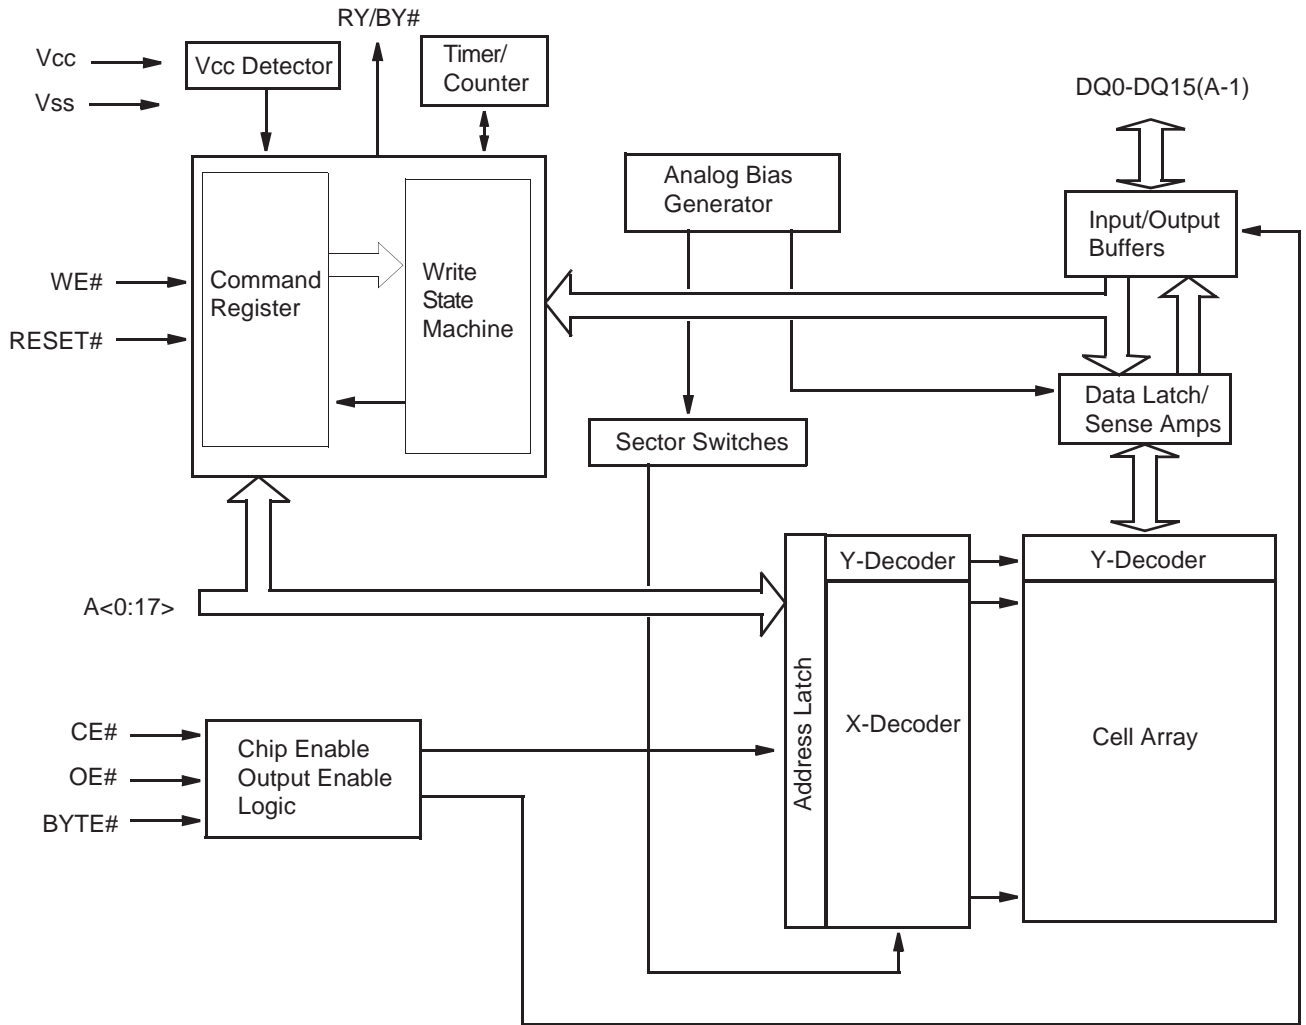 RY/BY#
Vcc
Vss
Vcc Detector
Timer/
Counter
DQ0-DQ15(A-1)
Analog Bias
Generator
Input/Output
Buffers
WE#
RESET#
Command
Register
Write
State
Machine
Data Latch/
Sense Amps
Sector Switches
A<0:17>
Y-Decoder
Y-Decoder
Address Latch
X-Decoder
Cell Array
CE#
OE#
BYTE#
Chip Enable
Output Enable
Logic